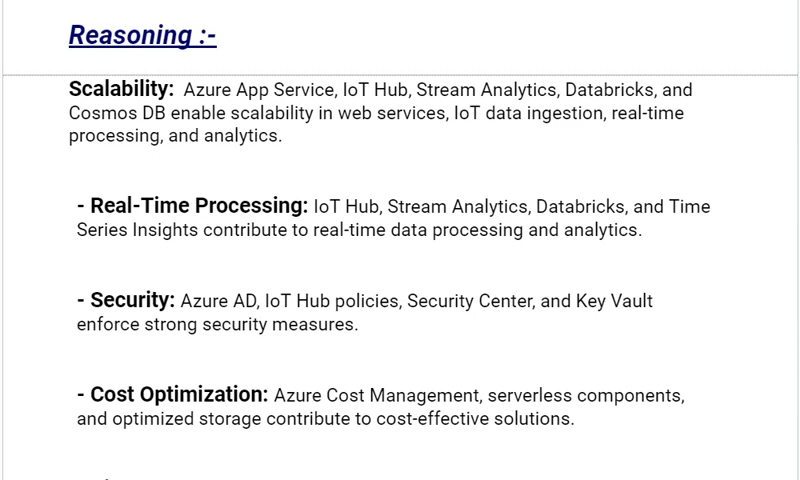 Reasoning :-
Scalability: Azure App Service, IoT Hub, Stream Analytics, Databricks, and
Cosmos DB enable scalability in web services, IoT data ingestion, real-time
processing, and analytics.
- Real-Time Processing: IoT Hub, Stream Analytics, Databricks, and Time
Series Insights contribute to real-time data processing and analytics.
- Security: Azure AD, IoT Hub policies, Security Center, and Key Vault
enforce strong security measures.
- Cost Optimization: Azure Cost Management, serverless components,
and optimized storage contribute to cost-effective solutions.